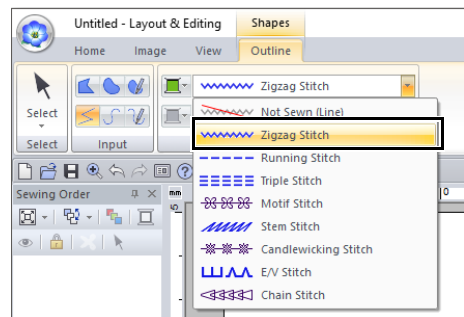 Untitled - Layout & Editing Shapes
Home Image View Outline
Zigzag Stitch
Select
Not Sewn (Line)
Select Input
Zigzag Stitch
Running Stitch
Triple Stitch
Sewing Order
mm
0
Motif Stitch
Stem Stitch
Candlewicking Stitch
E/V Stitch
Chain Stitch